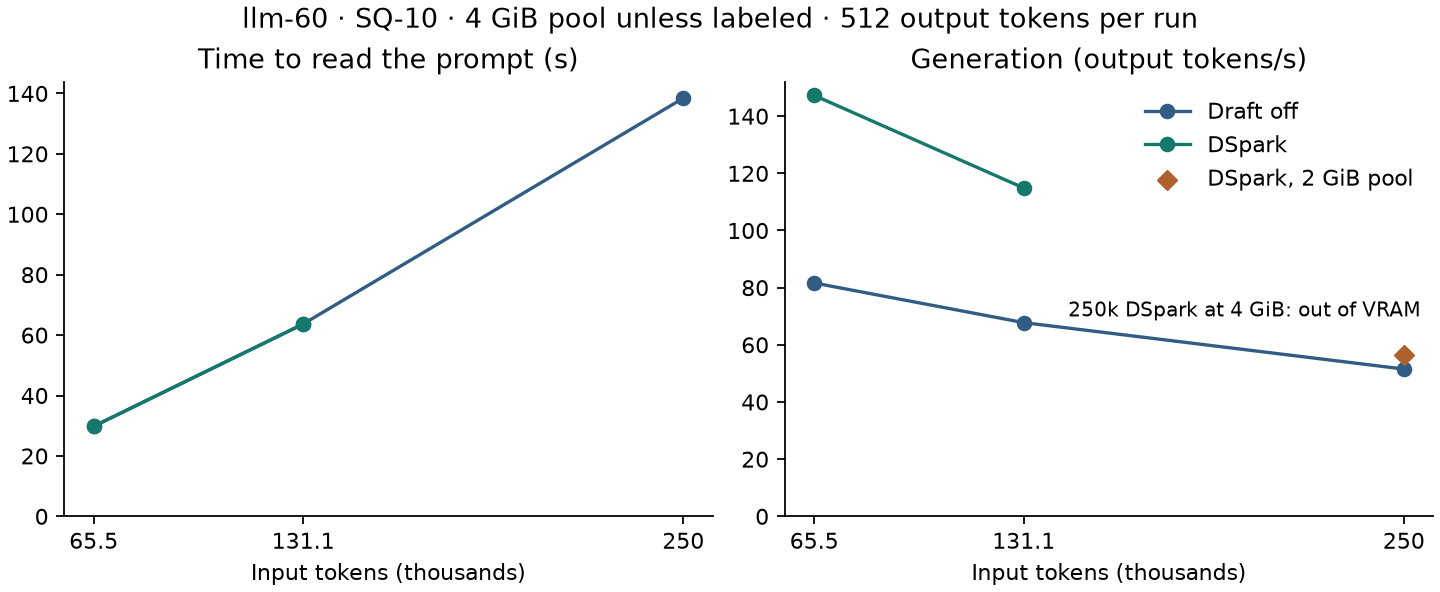 llm-60 · SQ-10 · 4 GiB pool unless labeled · 512 output tokens per run
Time to read the prompt (s)
140
120
100
80
60
40
20
0
65.5
131.1
250
Input tokens (thousands)
Generation (output tokens/s)
140
120
100
80
60
40
20
0
Draft off
DSpark
DSpark, 2 GiB pool
250k DSpark at 4 GiB: out of VRAM
65.5
131.1
250
Input tokens (thousands)